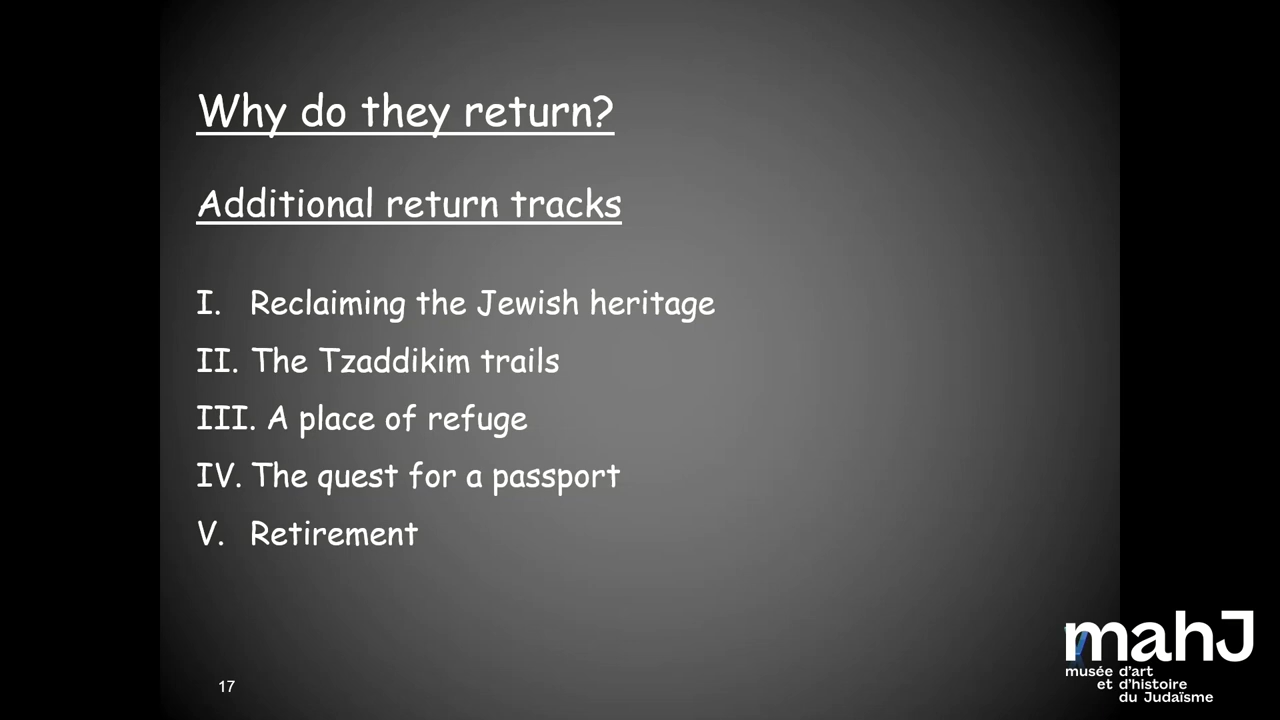 Why do they return?
Additional return tracks
I. Reclaiming the Jewish heritage
II. The Tzaddikim trails
III. A place of refuge
IV. The quest for a passport
V. Retirement
17
mahJ
musée d'art
et d'histoire
du Judaïsme